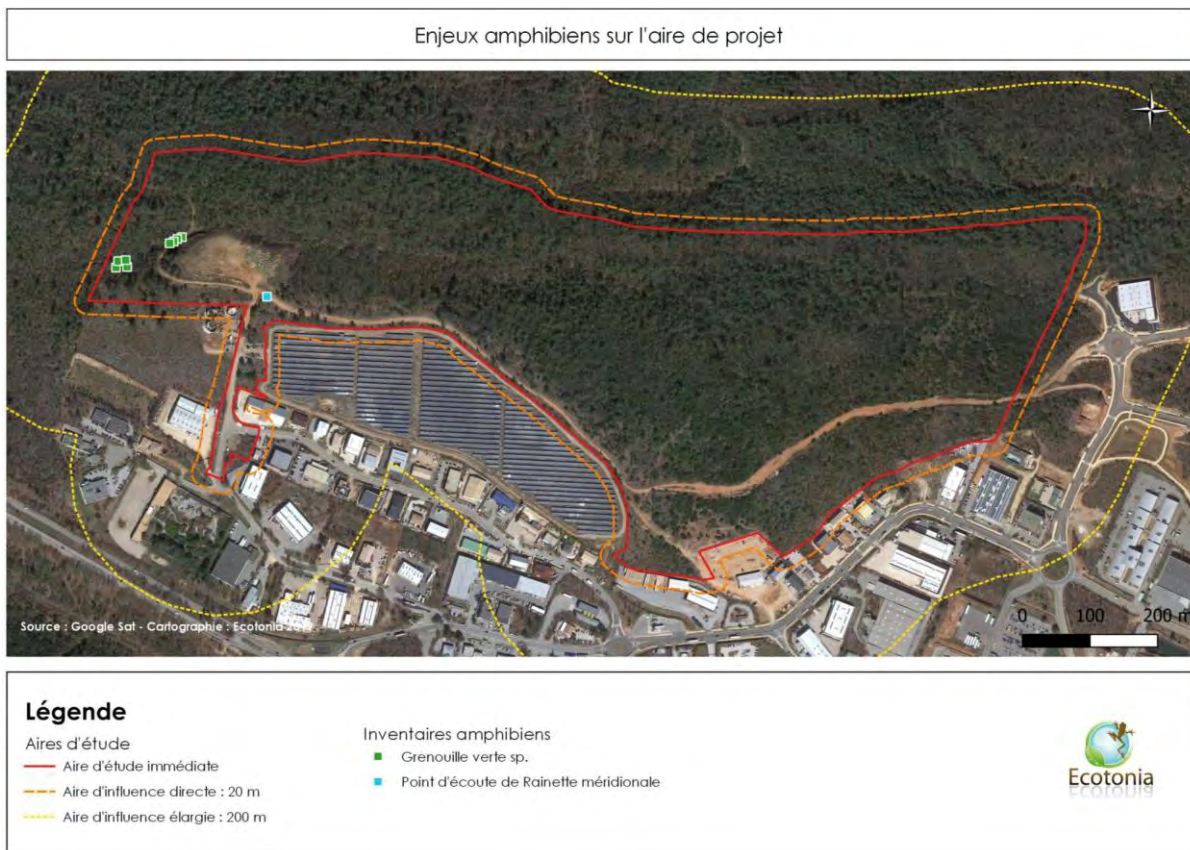 Enjeux amphibiens sur l'aire de projet
Source : Google Sat - Cartographie : Ecotonia
0 100 200 m
Légende
Aires d'étude
Aire d'étude immédiate
Aire d'influence directe : 20 m
Aire d'influence élargie : 200 m
Inventaires amphibiens
Grenouille verte sp.
Point d'écoute de Rainette méridionale
Ecotonia